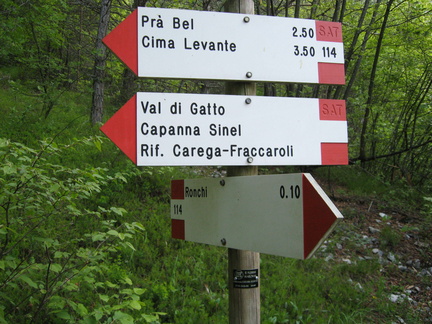 Prà Bel 2.50 SAT
Cima Levante 3.50 114
Val di Gatto SAT
Capanna Sinel
Rif. Carega-Fraccaroli
Ronchi 0.10
114